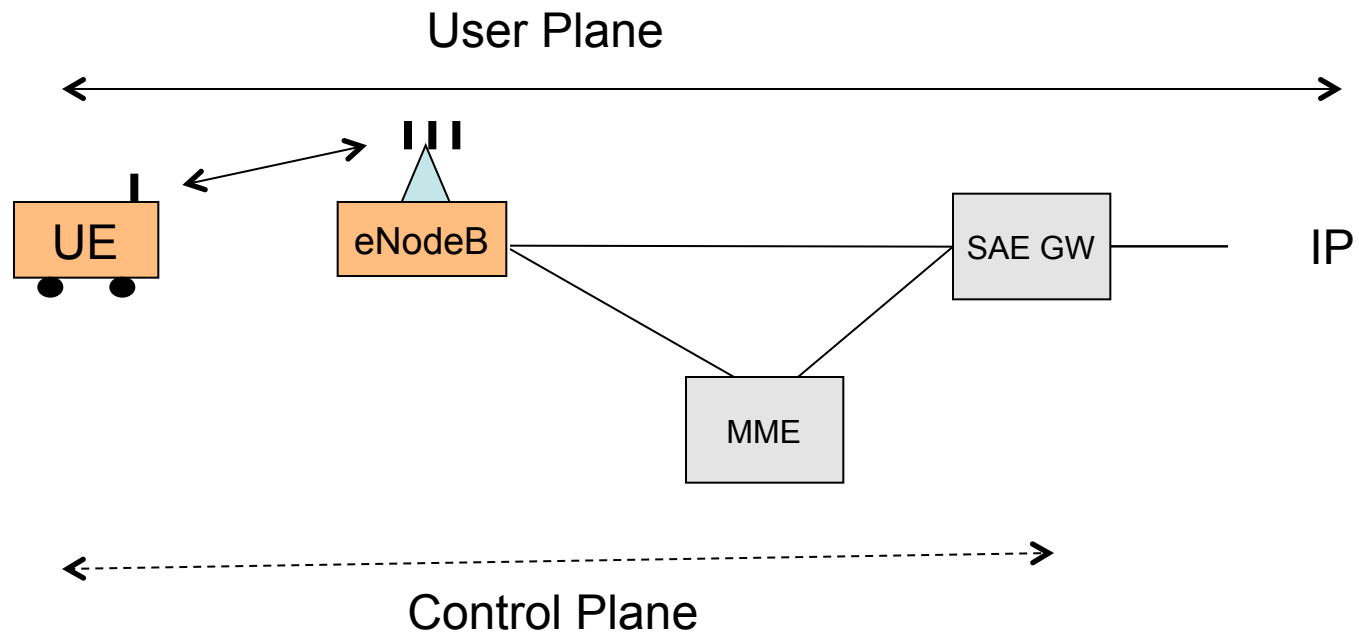 User Plane
UE
eNodeB
SAE GW
IP
MME
Control Plane